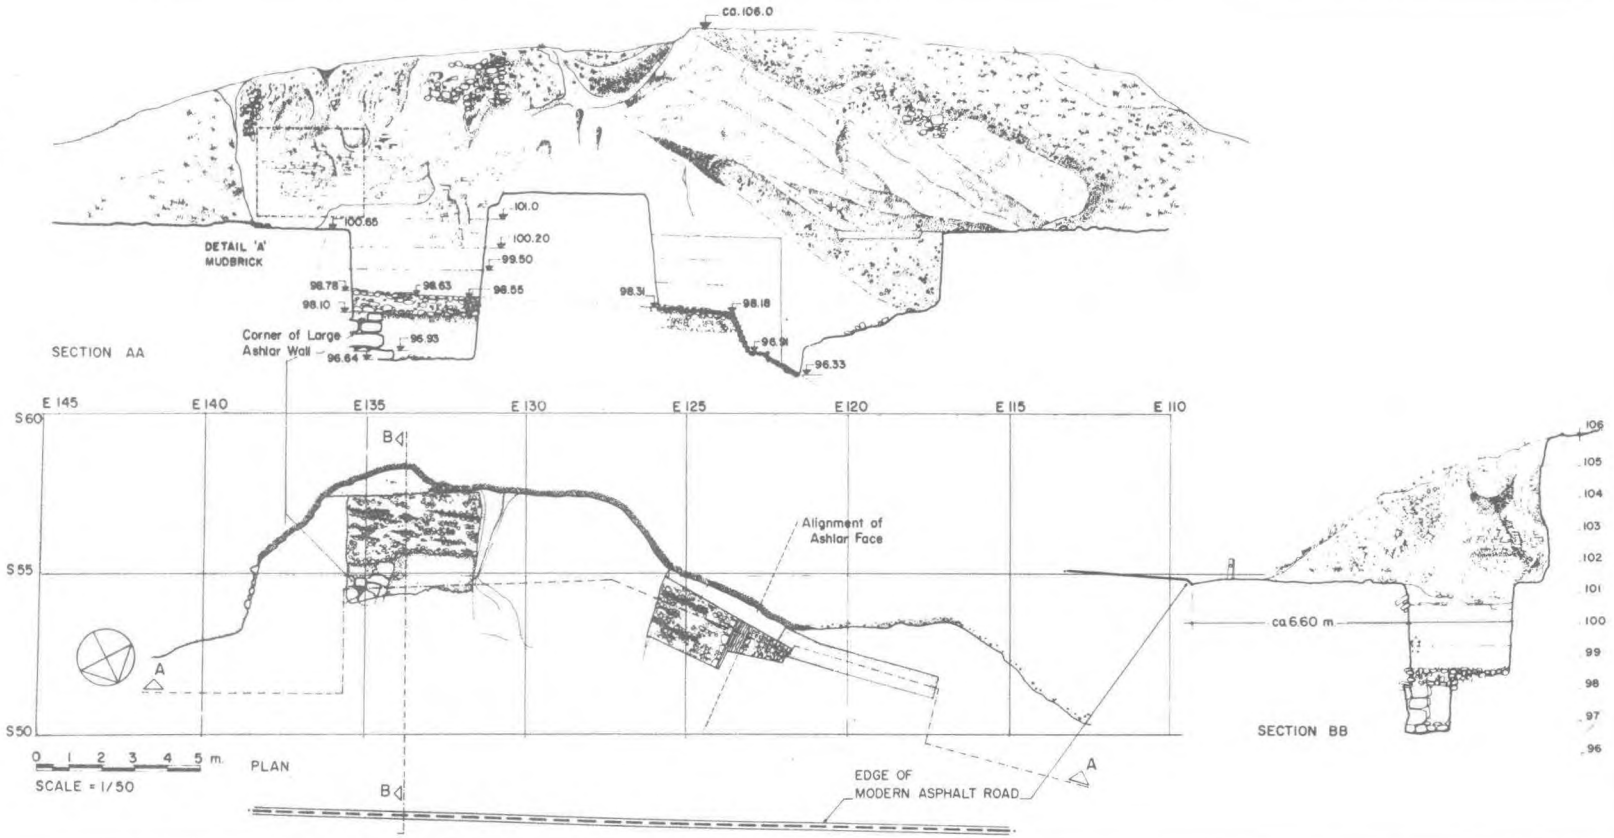 ca.106.0
100.65
101.0
DETAIL 'A'
MUDBRICK
100.20
99.50
98.78
98.63
98.55
98.10
98.31
98.18
Corner of Large
Ashlar Wall
96.93
96.64
96.91
96.33
SECTION AA
E 145
E 140
E 135
E 130
E 125
E 120
E 115
E 110
S 60
B
106
105
104
103
102
101
100
99
98
97
96
Alignment of
Ashlar Face
S 55
ca 6.60 m
A
S 50
SECTION BB
0 1 2 3 4 5 m.
PLAN
SCALE = 1/50
B
A
EDGE OF
MODERN ASPHALT ROAD